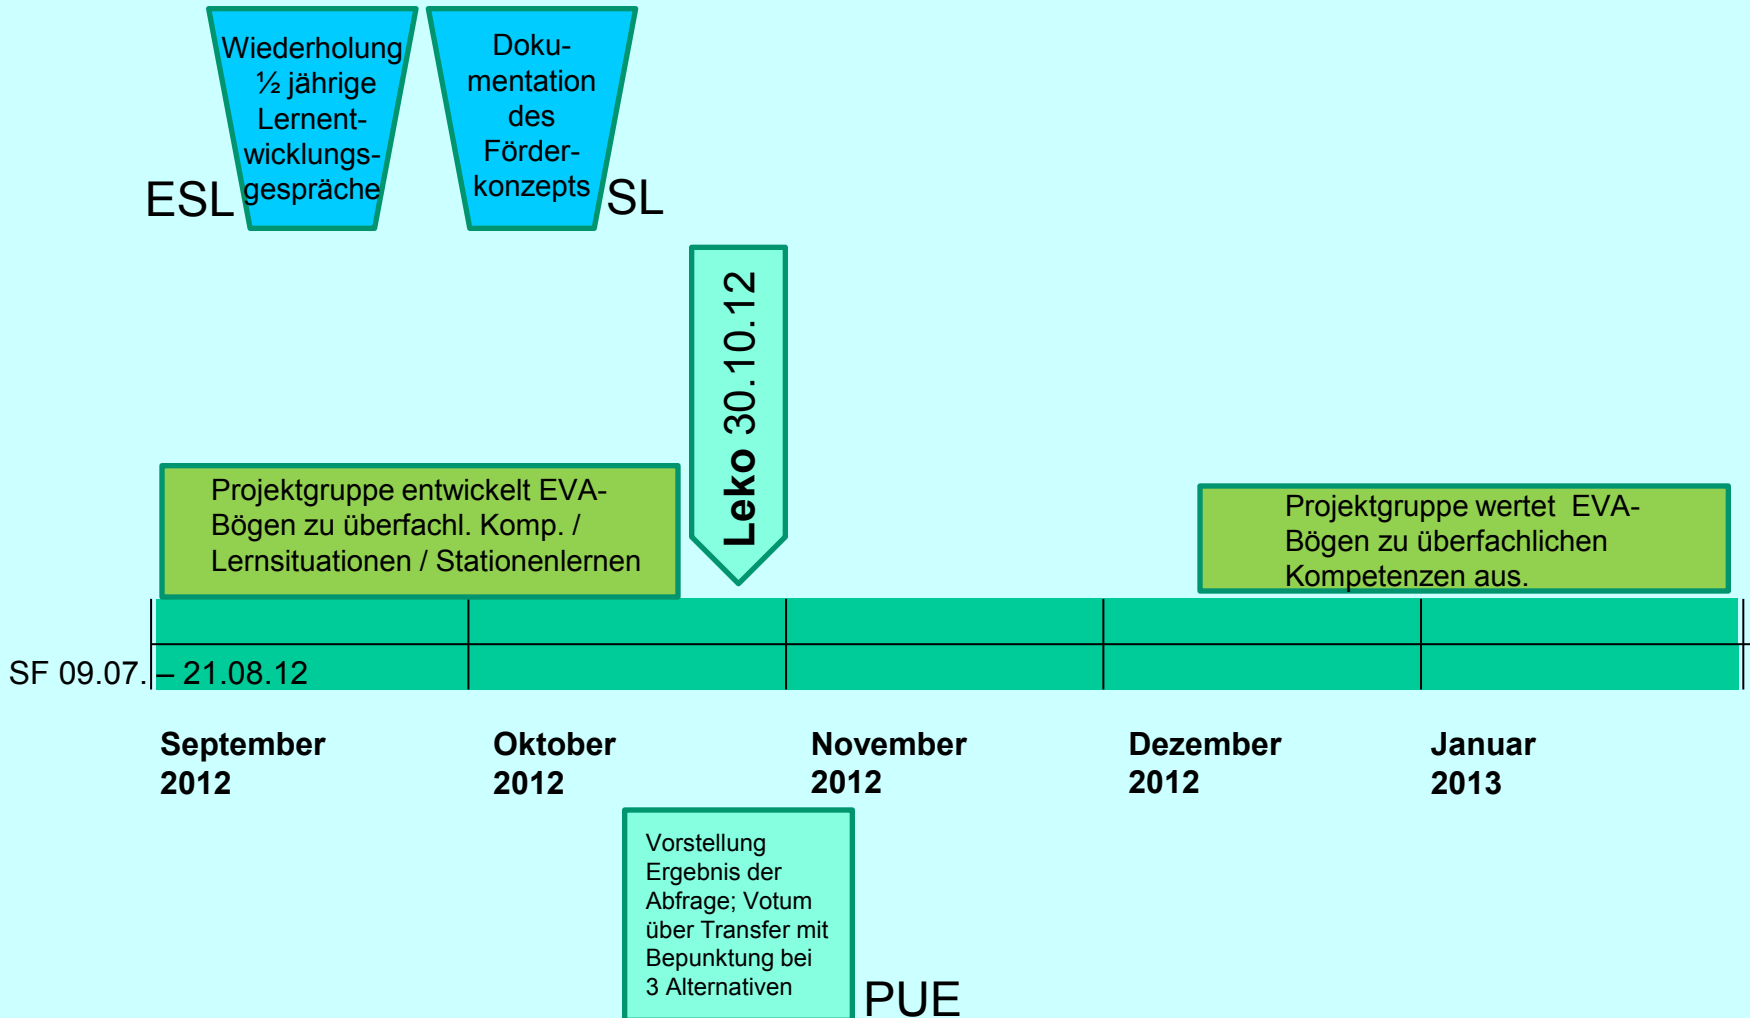 Wiederholung
½ jährige
Lernent-
wicklungs-
gespräche
ESL
Doku-
mentation
des
Förder-
konzepts
SL
Leko 30.10.12
Projektgruppe entwickelt EVA-
Bögen zu überfachl. Komp. /
Lernsituationen / Stationenlernen
Projektgruppe wertet EVA-
Bögen zu überfachlichen
Kompetenzen aus.
SF 09.07. – 21.08.12
September
2012
Oktober
2012
November
2012
Dezember
2012
Januar
2013
Vorstellung
Ergebnis der
Abfrage; Votum
über Transfer mit
Bepunktung bei
3 Alternativen
PUE